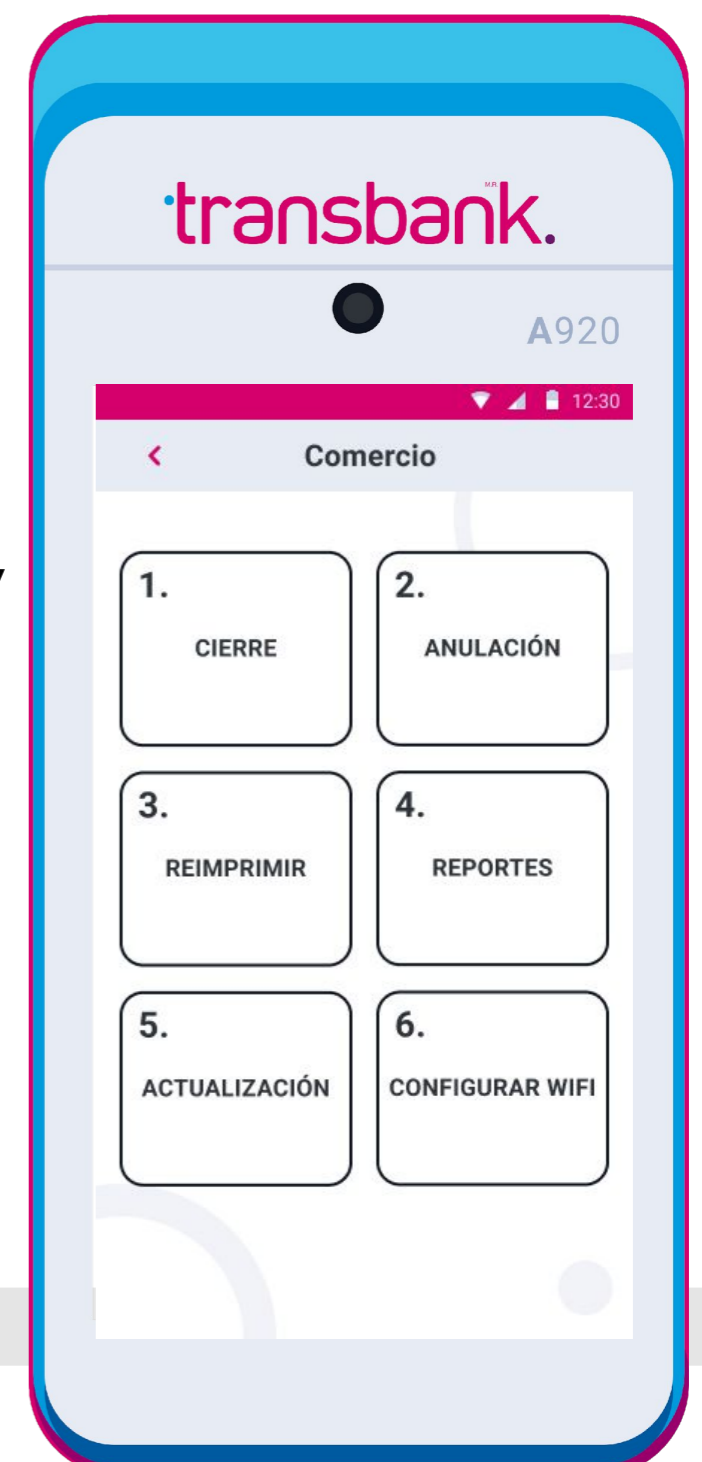 transbank.
M.R.
A920
12:30
Comercio
1.
CIERRE
2.
ANULACIÓN
3.
REIMPRIMIR
4.
REPORTES
5.
ACTUALIZACIÓN
6.
CONFIGURAR WIFI